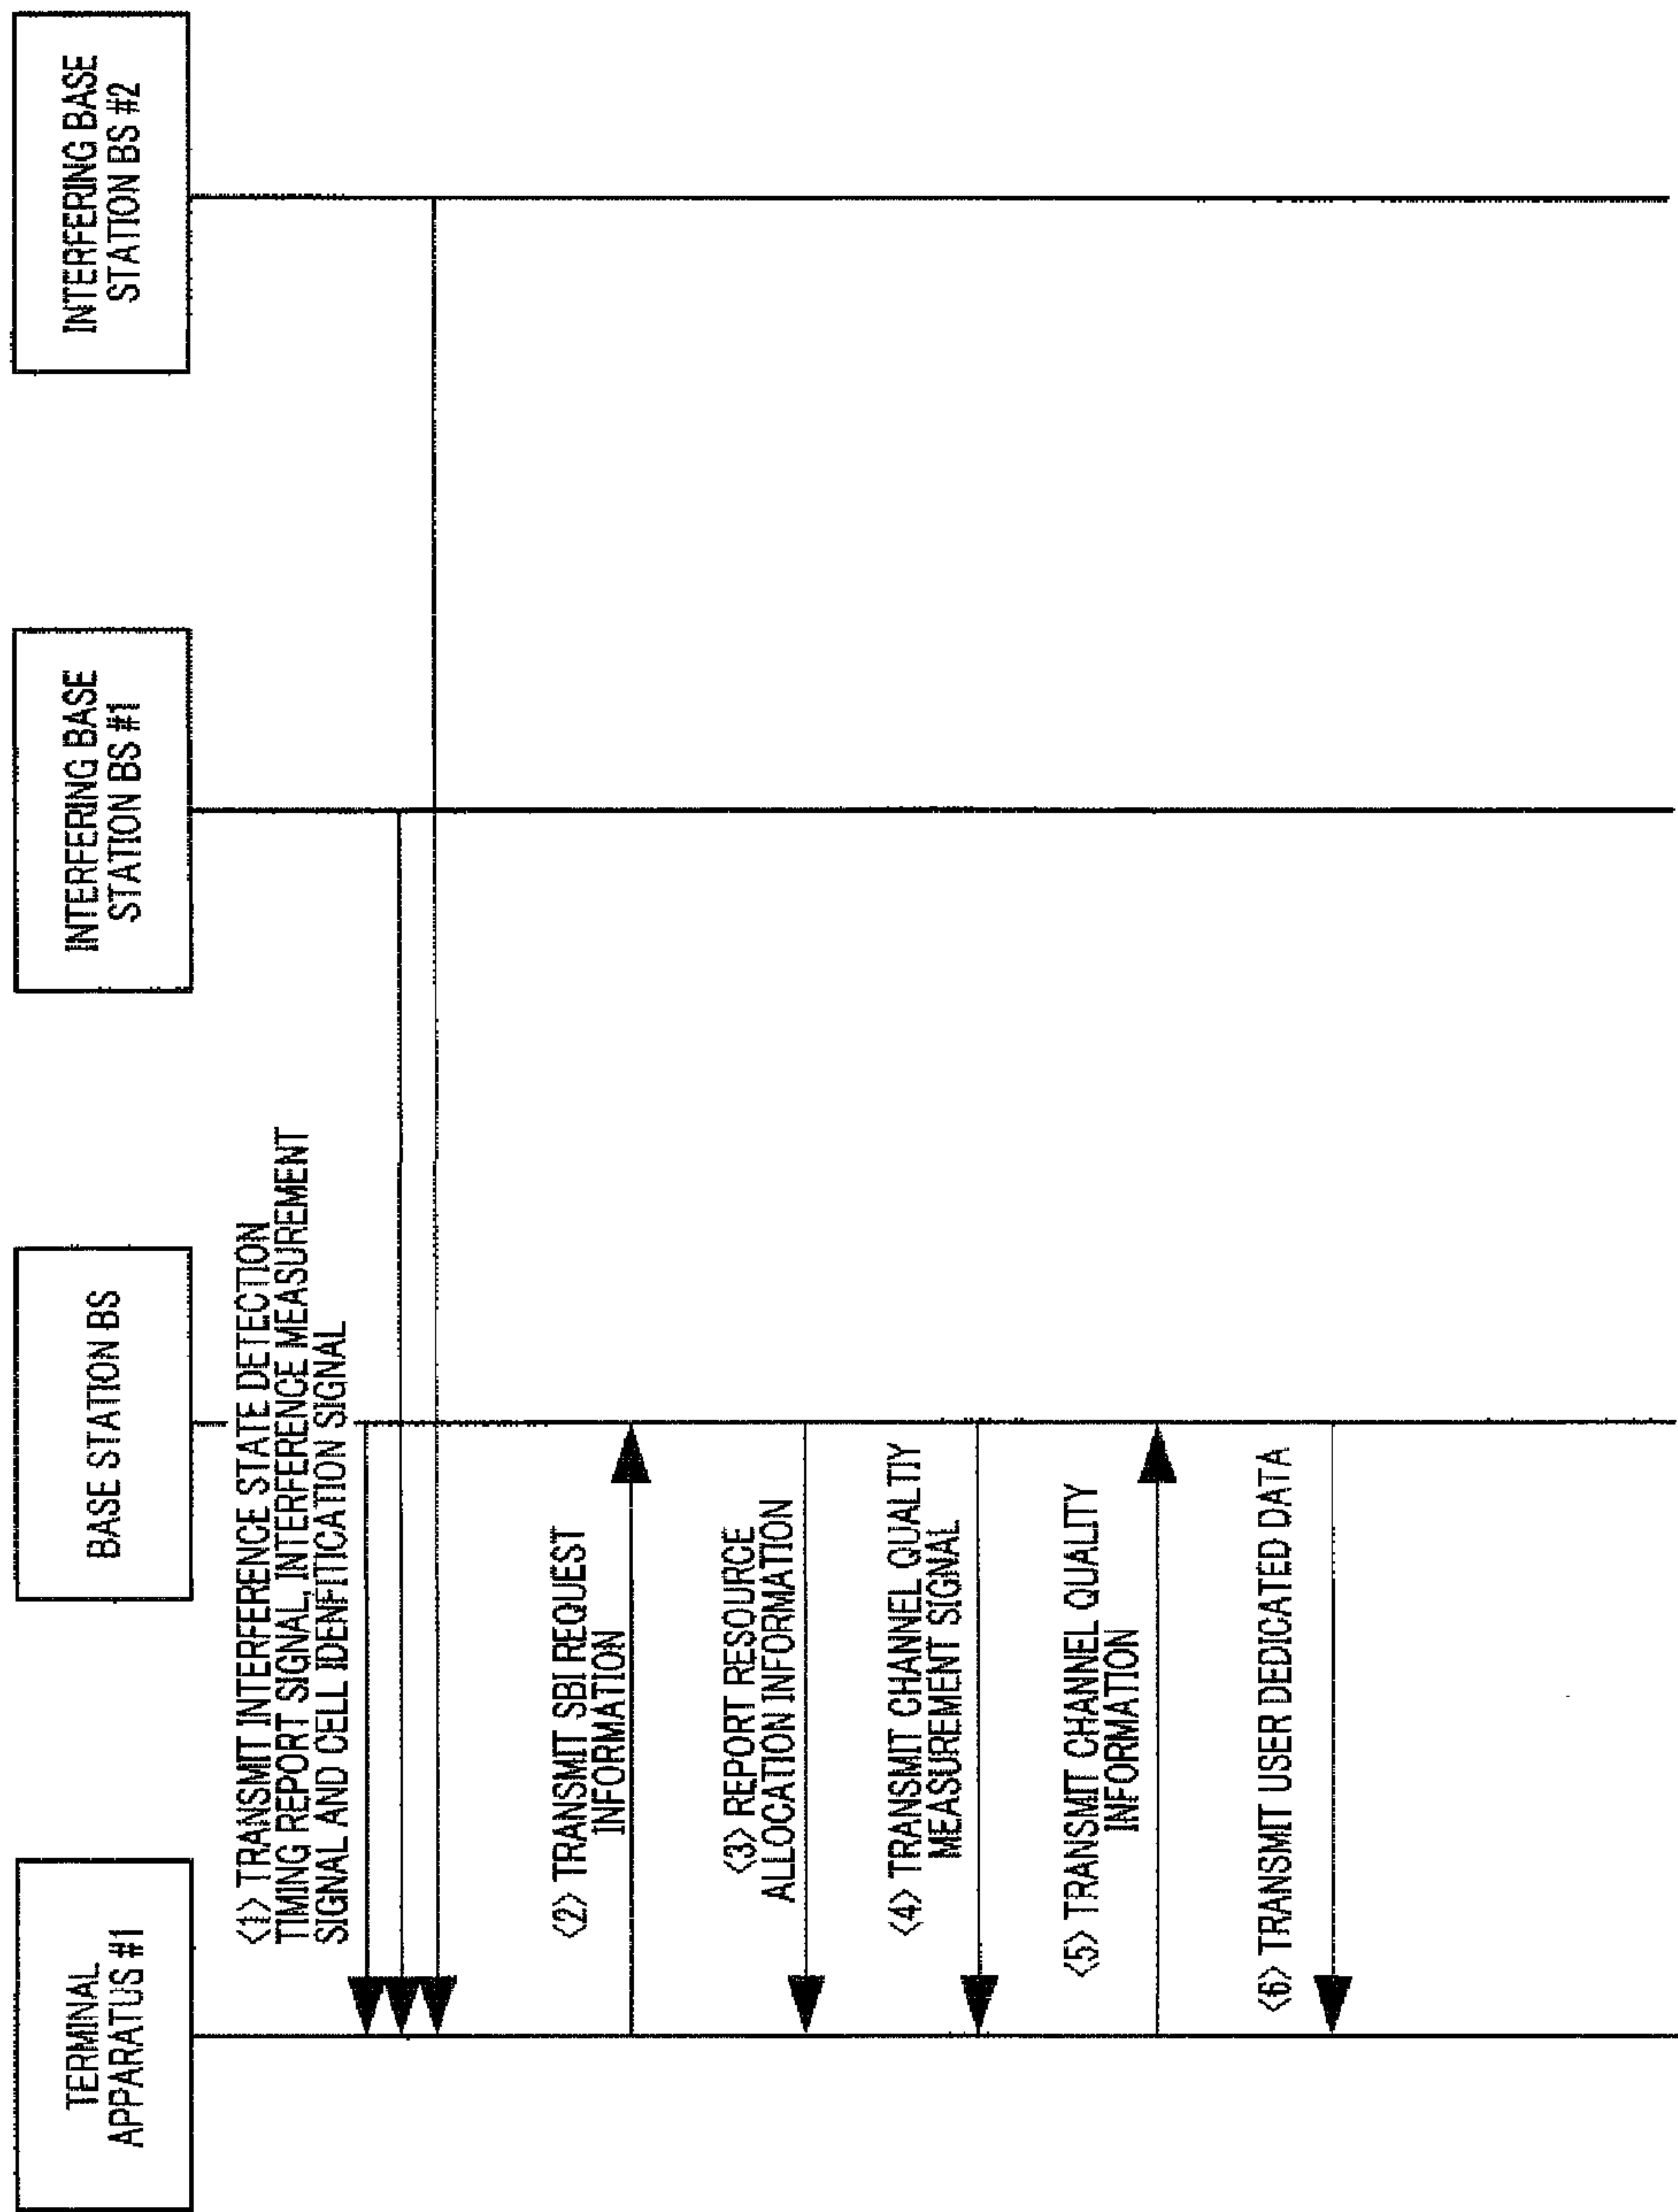 TERMINAL
APPARATUS #1
BASE STATION BS
INTERFERING BASE
STATION BS #1
INTERFERING BASE
STATION BS #2
<1> TRANSMIT INTERFERENCE STATE DETECTION
TIMING REPORT SIGNAL, INTERFERENCE MEASUREMENT
SIGNAL AND CELL IDENFITICATION SIGNAL
<2> TRANSMIT SBI REQUEST
INFORMATION
<3> REPORT RESOURCE
ALLOCATION INFORMATION
<4> TRANSMIT CHANNEL QUALTIY
MEASUREMENT SIGNAL
<5> TRANSMIT CHANNEL QUALITY
INFORMATION
<6> TRANSMIT USER DEDICATED DATA